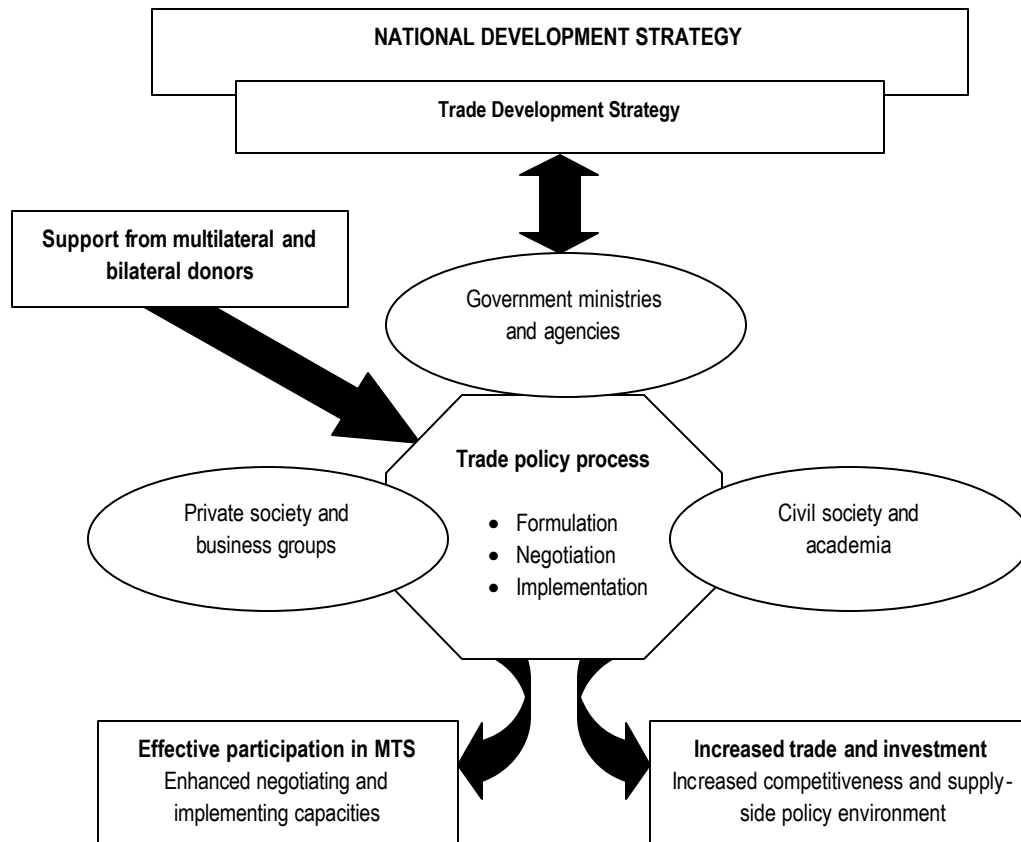 NATIONAL DEVELOPMENT STRATEGY
Trade Development Strategy
Support from multilateral and
bilateral donors
Government ministries
and agencies
Trade policy process
• Formulation
• Negotiation
• Implementation
Private society and
business groups
Civil society and
academia
Effective participation in MTS
Enhanced negotiating and
implementing capacities
Increased trade and investment
Increased competitiveness and supply-
side policy environment